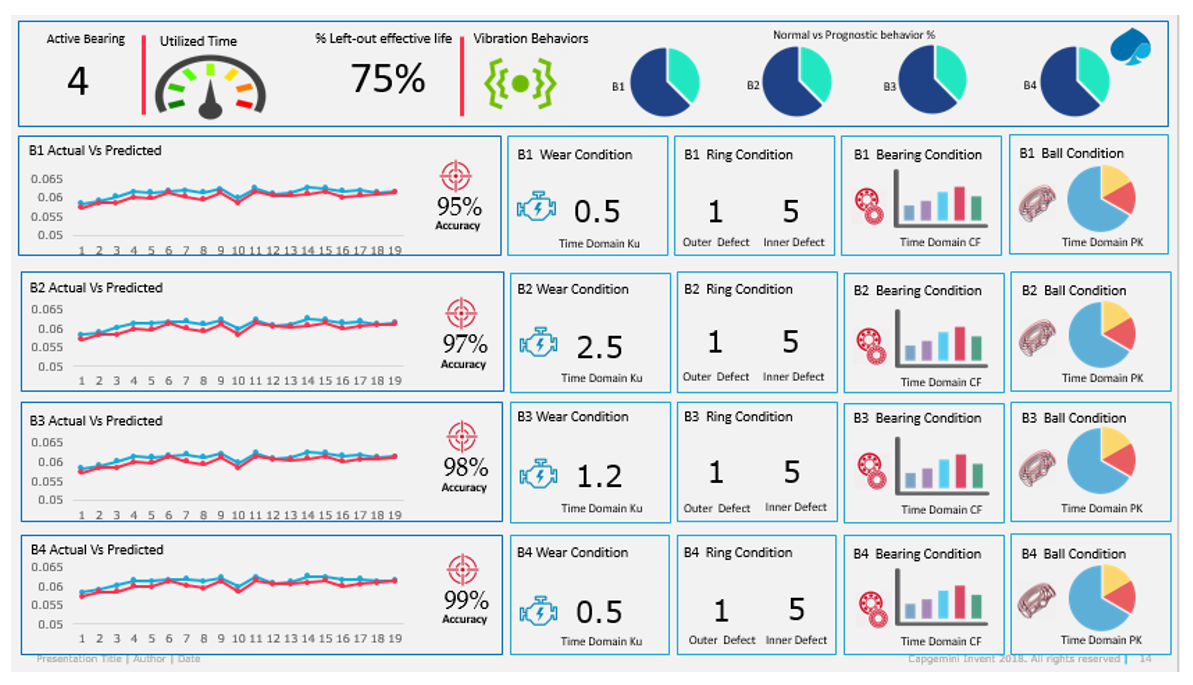 Active Bearing
4
Utilized Time
% Left-out effective life
75%
Vibration Behaviors
Normal vs Prognostic behavior %
B1
B2
B3
B4
B1 Actual Vs Predicted
0.065
0.06
0.055
0.05
1 2 3 4 5 6 7 8 9 10 11 12 13 14 15 16 17 18 19
95%
Accuracy
B1 Wear Condition
0.5
Time Domain Ku
B1 Ring Condition
1 5
Outer Defect Inner Defect
B1 Bearing Condition
Time Domain CF
B1 Ball Condition
Time Domain PK
B2 Actual Vs Predicted
0.065
0.06
0.055
0.05
1 2 3 4 5 6 7 8 9 10 11 12 13 14 15 16 17 18 19
97%
Accuracy
B2 Wear Condition
2.5
Time Domain Ku
B2 Ring Condition
1 5
Outer Defect Inner Defect
B2 Bearing Condition
Time Domain CF
B2 Ball Condition
Time Domain PK
B3 Actual Vs Predicted
0.065
0.06
0.055
0.05
1 2 3 4 5 6 7 8 9 10 11 12 13 14 15 16 17 18 19
98%
Accuracy
B3 Wear Condition
1.2
Time Domain Ku
B3 Ring Condition
1 5
Outer Defect Inner Defect
B3 Bearing Condition
Time Domain CF
B3 Ball Condition
Time Domain PK
B4 Actual Vs Predicted
0.065
0.06
0.055
0.05
1 2 3 4 5 6 7 8 9 10 11 12 13 14 15 16 17 18 19
99%
Accuracy
B4 Wear Condition
0.5
Time Domain Ku
B4 Ring Condition
1 5
Outer Defect Inner Defect
B4 Bearing Condition
Time Domain CF
B4 Ball Condition
Time Domain PK
Presentation Title | Author | Date
Capgemini Invent 2018. All rights reserved | 14